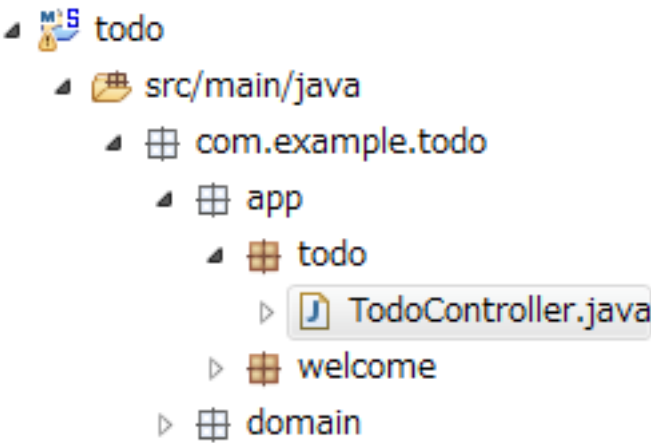 todo
src/main/java
com.example.todo
app
todo
TodoController.java
welcome
domain